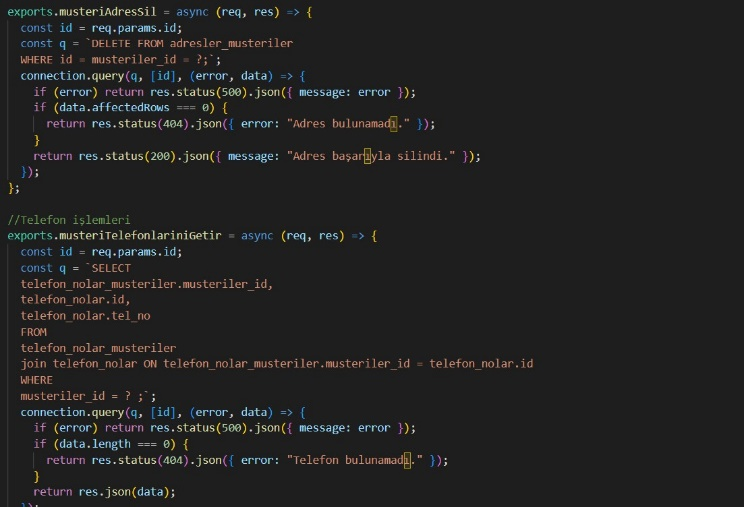 exports.musteriAdresSil = async (req, res) => {
const id = req.params.id;
const q = `DELETE FROM adresler_musteriler
WHERE id = musteriler_id = ?;`;
connection.query(q, [id], (error, data) => {
if (error) return res.status(500).json({ message: error });
if (data.affectedRows === 0) {
return res.status(404).json({ error: "Adres bulunamadı." });
}
return res.status(200).json({ message: "Adres başarıyla silindi." });
});
};
//Telefon işlemleri
exports.musteriTelefonlariniGetir = async (req, res) => {
const id = req.params.id;
const q = `SELECT
telefon_nolar_musteriler.musteriler_id,
telefon_nolar.id,
telefon_nolar.tel_no
FROM
telefon_nolar_musteriler
join telefon_nolar ON telefon_nolar_musteriler.musteriler_id = telefon_nolar.id
WHERE
musteriler_id = ? ;`;
connection.query(q, [id], (error, data) => {
if (error) return res.status(500).json({ message: error });
if (data.length === 0) {
return res.status(404).json({ error: "Telefon bulunamadı." });
}
return res.json(data);
});